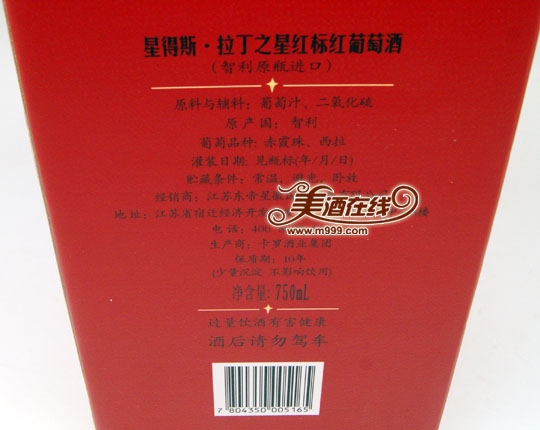 星得斯·拉丁之星红标红葡萄酒
(智利原瓶进口)
原料与辅料：葡萄汁、二氧化硫
原产国：智利
葡萄品种: 赤霞珠、西拉
灌装日期: 见瓶标(年/月/日)
贮藏条件：常温、避光、卧放
经销商：江苏东帝星徽
地址：江苏省宿迁经济开发 楼
电话：400
生产商：卡罗酒业集团
保质期：10年
(少量沉淀 不影响饮用)
净含量: 750mL
过量饮酒有害健康
酒后请勿驾车
7 804350 005165
美酒在线
www.m999.com